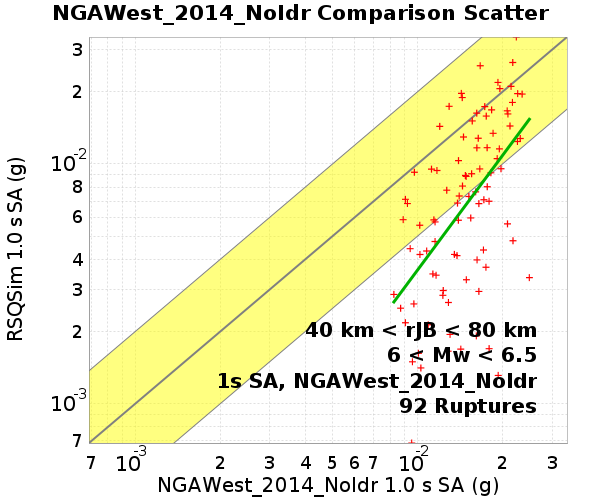 NGAWest_2014_NoIdr Comparison Scatter
RSQSim 1.0 s SA (g)
3
2
10-2
8
6
4
3
2
10-3
7
40 km < rJB < 80 km
6 < Mw < 6.5
1s SA, NGAWest_2014_NoIdr
92 Ruptures
7 10-3 2 3 4 5 6 7 10-2 2 3
NGAWest_2014_NoIdr 1.0 s SA (g)